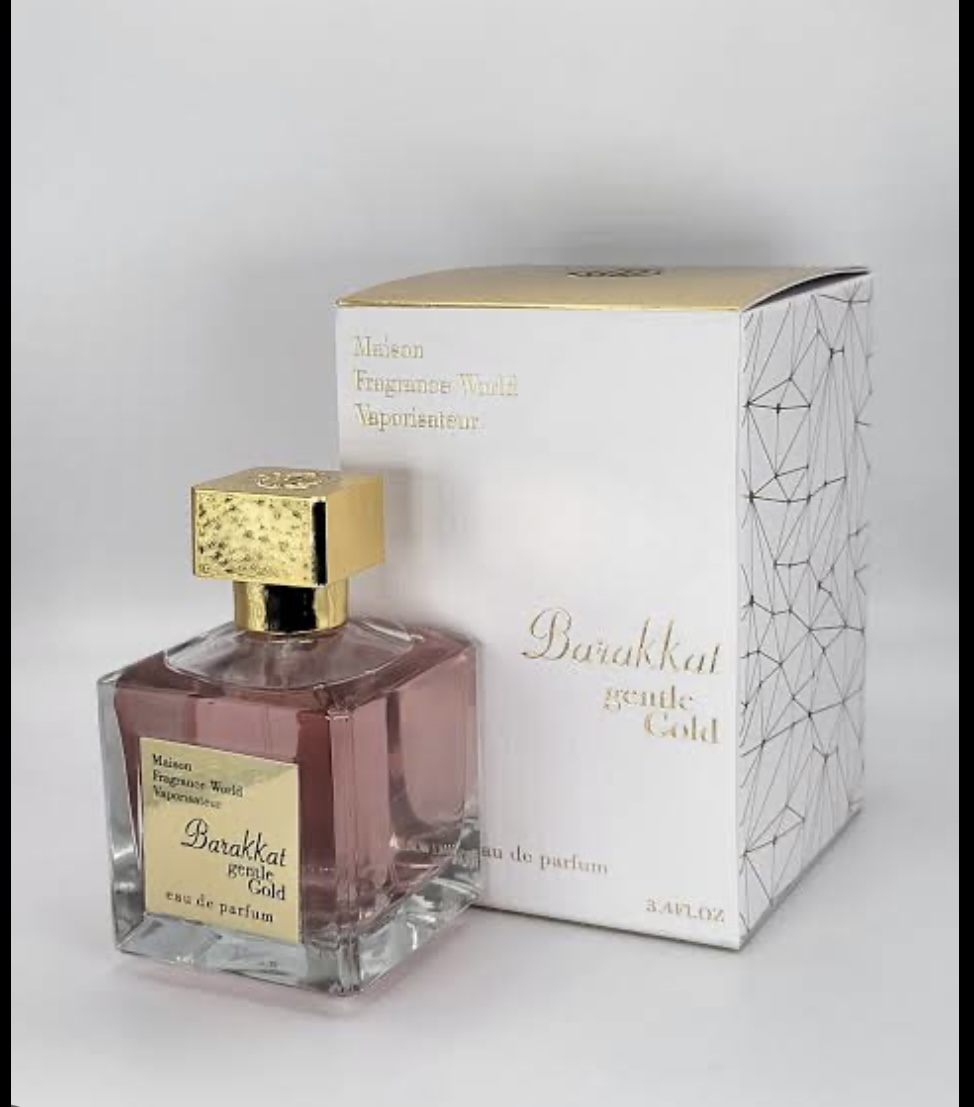 Maison
Fragrance World
Vaporisateur
Barakkat
gentle
Gold
au de parfum
3.4FL.OZ
Maison
Fragrance World
Vaporisateur
Barakkat
gentle
Gold
eau de parfum